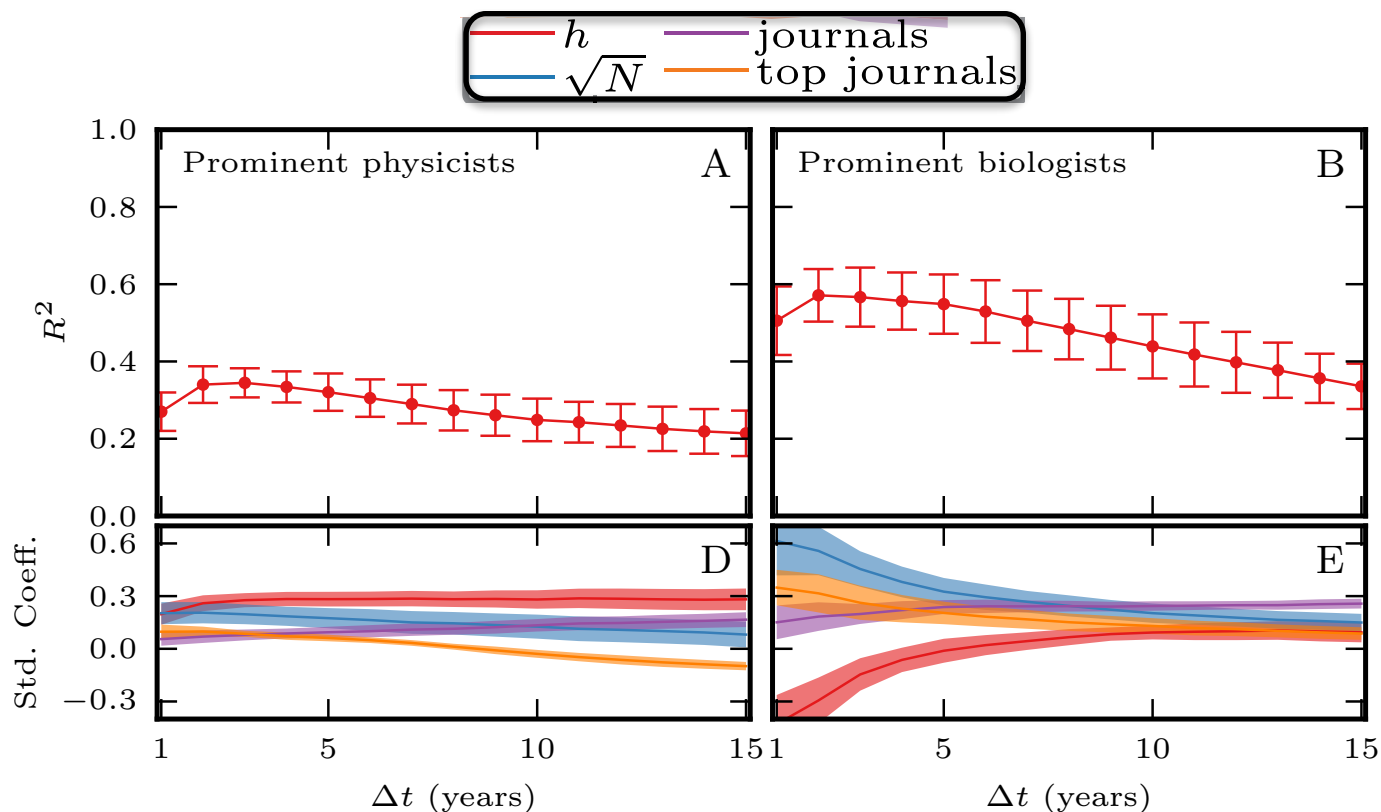 h journals
√N top journals
Prominent physicists A
Prominent biologists B
R²
1.0
0.8
0.6
0.4
0.2
0.0
D
E
Std. Coeff.
0.6
0.3
0.0
−0.3
1 5 10 15
1 5 10 15
Δt (years)
Δt (years)